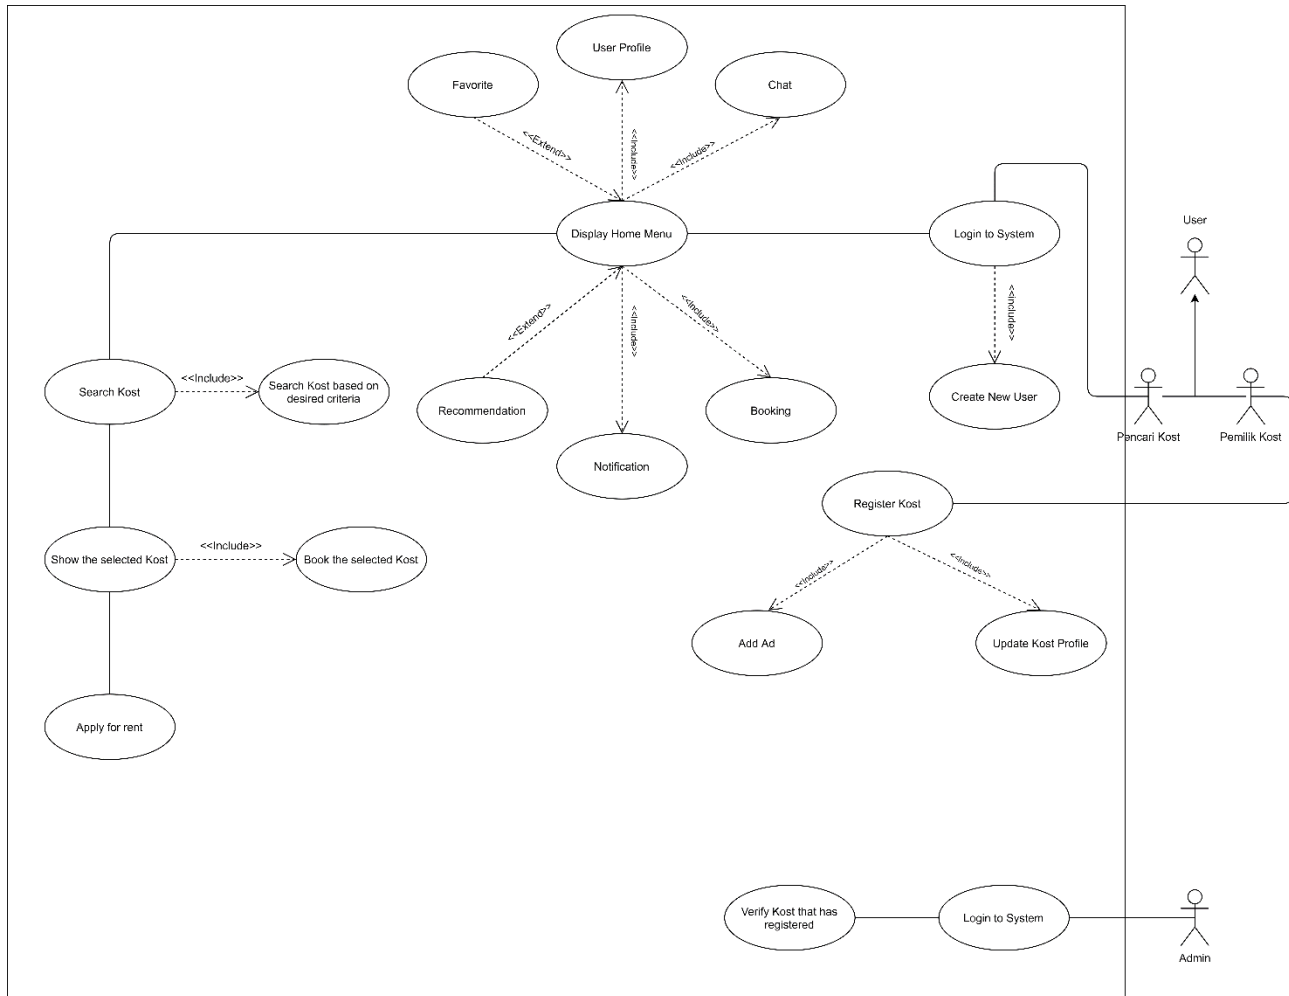 User Profile
Favorite
Chat
<<Extend>>
<<Include>>
<<Include>>
User
Display Home Menu
Login to System
<<Extend>>
<<Include>>
<<Include>>
<<Include>>
<<Include>>
Search Kost
Search Kost based on
desired criteria
Recommendation
Booking
Create New User
Pencari Kost
Pemilik Kost
Notification
Register Kost
<<Include>>
Show the selected Kost
Book the selected Kost
<<Include>>
<<Include>>
Add Ad
Update Kost Profile
Apply for rent
Verify Kost that has
registered
Login to System
Admin